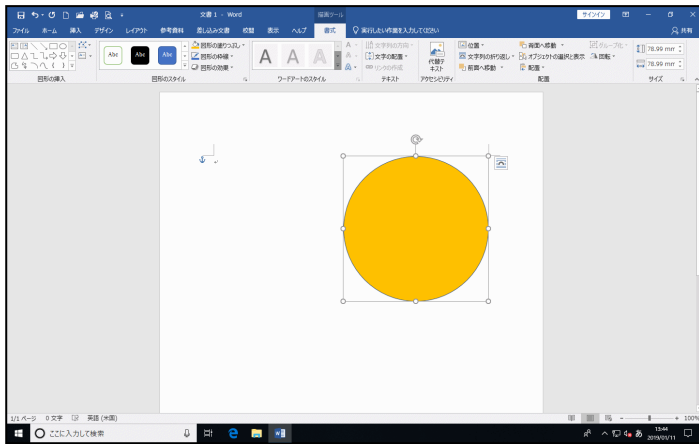 文書 1 - Word
描画ツール
サインイン
ファイル ホーム 挿入 デザイン レイアウト 参考資料 差し込み文書 校閲 表示 ヘルプ 書式 実行したい作業を入力してください
共有
Abc Abc Abc
図形の塗りつぶし
図形の枠線
図形の効果
A A A
文字列の方向
文字の配置
リンクの作成
代替テキスト
位置
文字列の折り返し
前面へ移動
背面へ移動
オブジェクトの選択と表示
配置
グループ化
回転
78.99 mm
78.99 mm
図形の挿入 図形のスタイル ワードアートのスタイル テキスト アクセシビリティ 配置 サイズ
1/1 ページ 0 文字 英語 (米国)
100%
ここに入力して検索
あ
13:44
2019/01/11